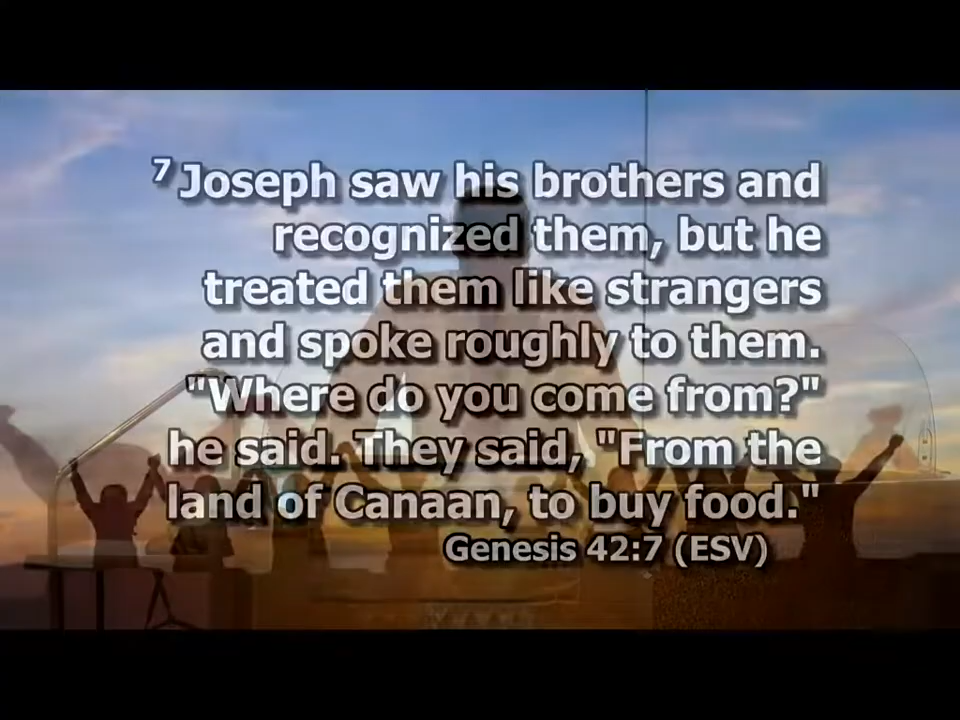 7 Joseph saw his brothers and
recognized them, but he
treated them like strangers
and spoke roughly to them.
"Where do you come from?"
he said. They said, "From the
land of Canaan, to buy food."
Genesis 42:7 (ESV)